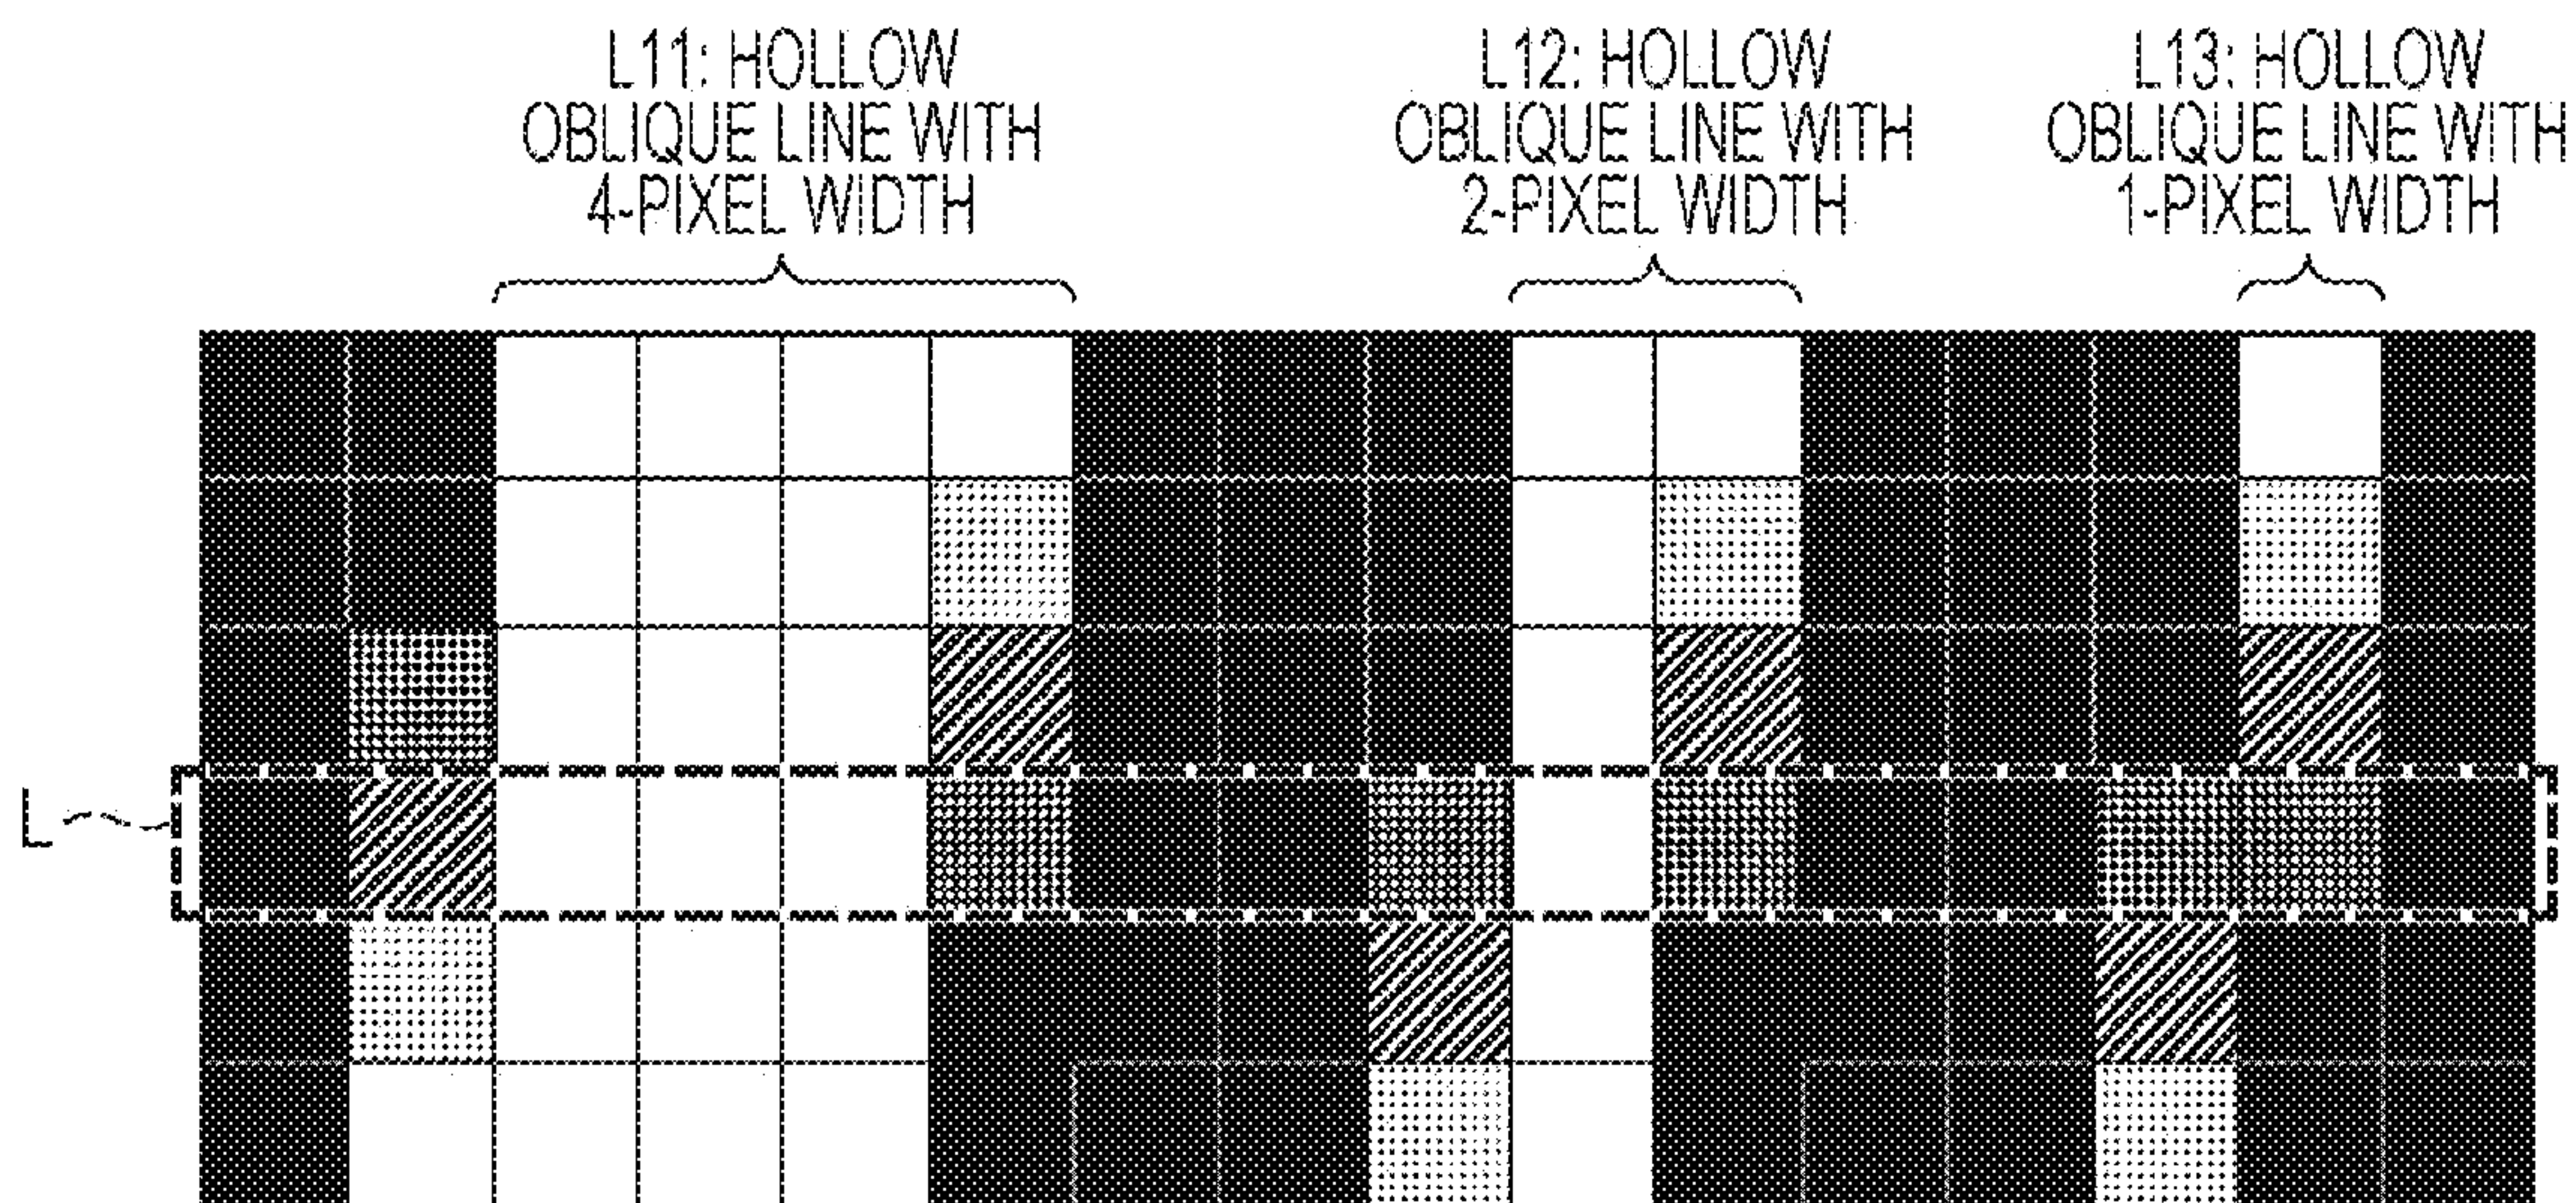 L11: HOLLOW
OBLIQUE LINE WITH
4-PIXEL WIDTH
L12: HOLLOW
OBLIQUE LINE WITH
2-PIXEL WIDTH
L13: HOLLOW
OBLIQUE LINE WITH
1-PIXEL WIDTH
L